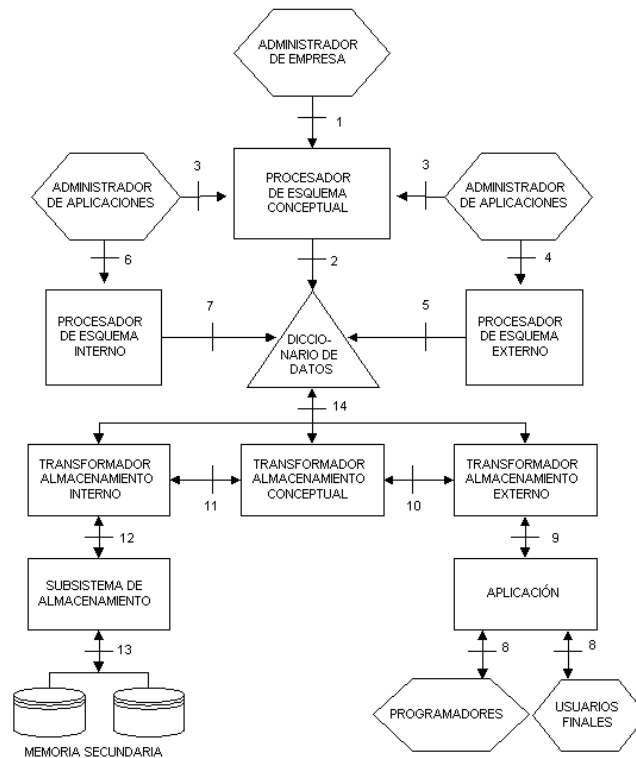 ADMINISTRADOR
DE EMPRESA
1
3
3
ADMINISTRADOR
DE APLICACIONES
PROCESADOR
DE ESQUEMA
CONCEPTUAL
ADMINISTRADOR
DE APLICACIONES
6
2
4
PROCESADOR
DE ESQUEMA
INTERNO
7
DICCIO-
NARIO DE
DATOS
5
PROCESADOR
DE ESQUEMA
EXTERNO
14
TRANSFORMADOR
ALMACENAMIENTO
INTERNO
11
TRANSFORMADOR
ALMACENAMIENTO
CONCEPTUAL
10
TRANSFORMADOR
ALMACENAMIENTO
EXTERNO
12
9
SUBSISTEMA DE
ALMACENAMIENTO
APLICACIÓN
13
8
8
PROGRAMADORES
USUARIOS
FINALES
MEMORIA SECUNDARIA